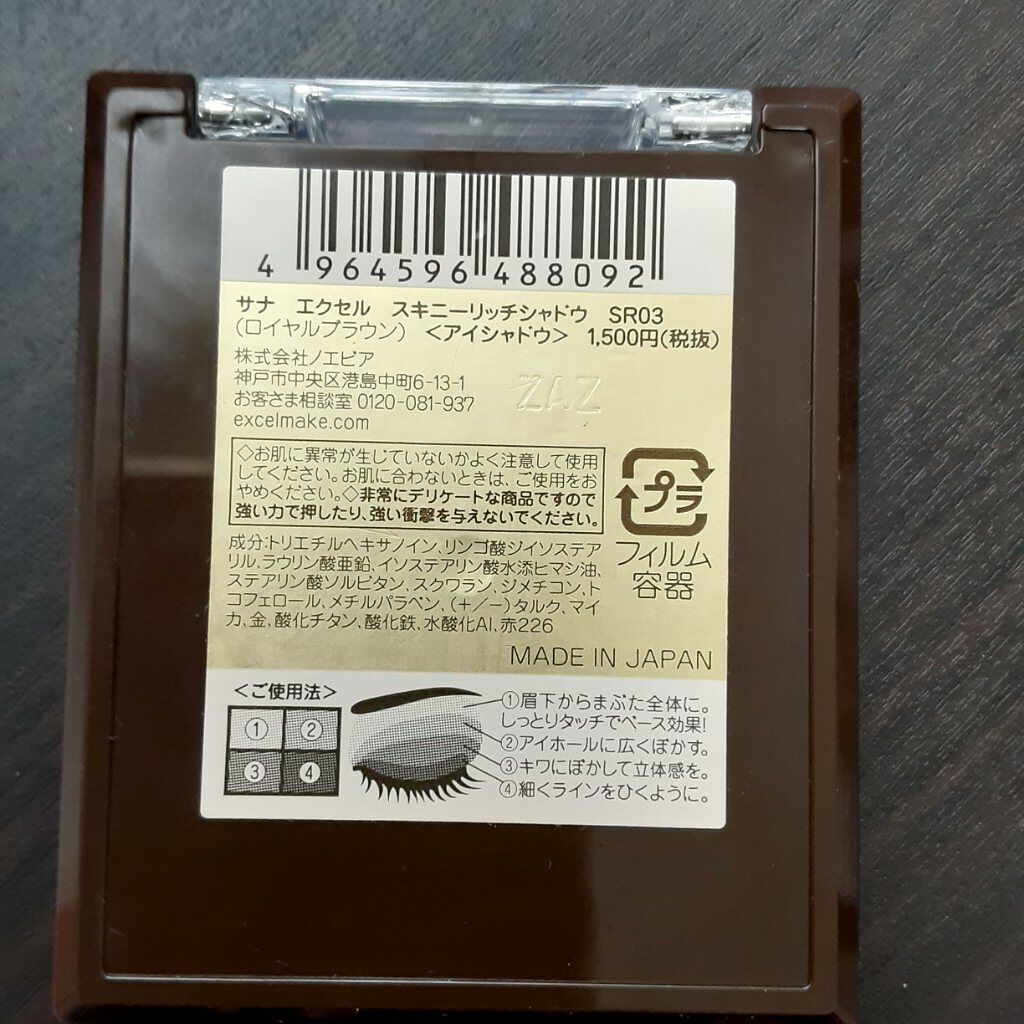 4 964596 488092
サナ エクセル スキニーリッチシャドウ SR03
(ロイヤルブラウン) <アイシャドウ> 1,500円(税抜)
株式会社ノエビア
神戸市中央区港島中町6-13-1
お客さま相談室 0120-081-937
excelmake.com
ZAZ
◇お肌に異常が生じていないかよく注意して使用
してください。お肌に合わないときは、ご使用をお
やめください。◇非常にデリケートな商品ですので
強い力で押したり、強い衝撃を与えないでください。
プラ
フィルム
容器
成分:トリエチルヘキサノイン、リンゴ酸ジイソステア
リル、ラウリン酸亜鉛、イソステアリン酸水添ヒマシ油、
ステアリン酸ソルビタン、スクワラン、ジメチコン、ト
コフェロール、メチルパラベン、(+/−)タルク、マイ
カ、金、酸化チタン、酸化鉄、水酸化Al、赤226
MADE IN JAPAN
<ご使用法>
① ②
③ ④
①眉下からまぶた全体に。
しっとりタッチでベース効果!
②アイホールに広くぼかす。
③キワにぼかして立体感を。
④細くラインをひくように。